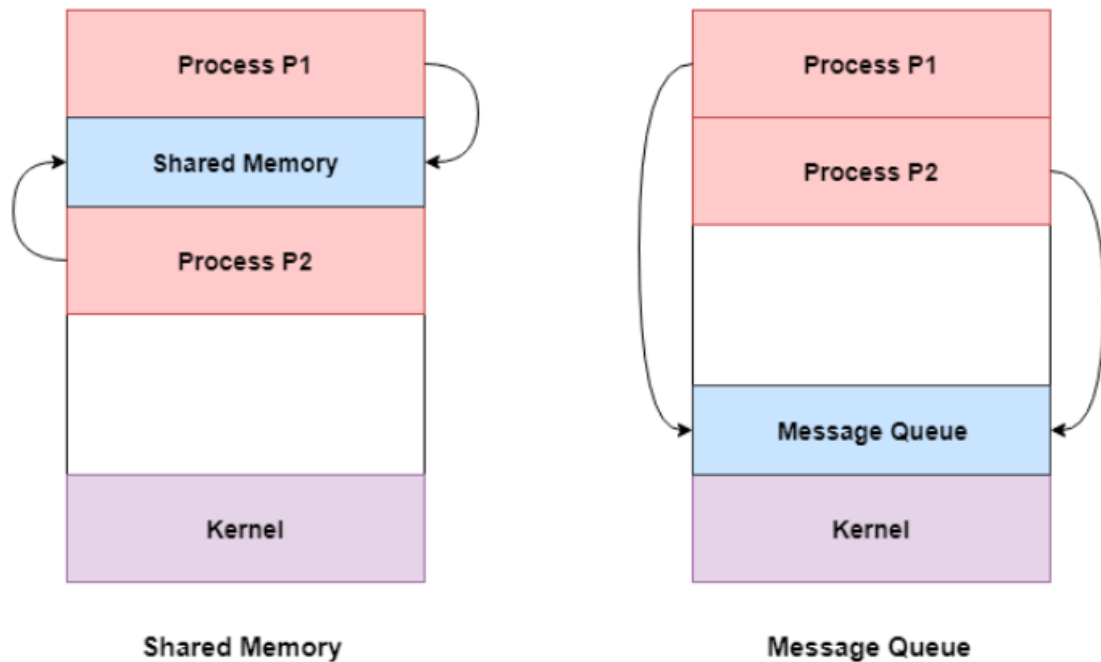 Process P1
Shared Memory
Process P2
Kernel
Shared Memory
Process P1
Process P2
Message Queue
Kernel
Message Queue